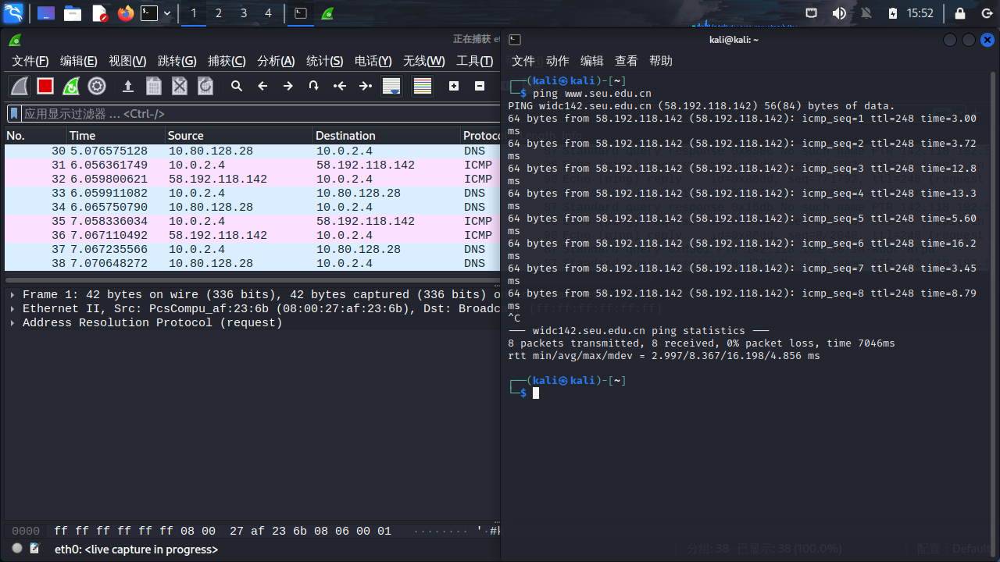 1 2 3 4 15:52
正在捕获 et
文件(F) 编辑(E) 视图(V) 跳转(G) 捕获(C) 分析(A) 统计(S) 电话(Y) 无线(W) 工具(T)
应用显示过滤器 … <Ctrl-/>
No. Time Source Destination Protoc
30 5.076575128 10.80.128.28 10.0.2.4 DNS
31 6.056361749 10.0.2.4 58.192.118.142 ICMP
32 6.059800621 58.192.118.142 10.0.2.4 ICMP
33 6.059911082 10.0.2.4 10.80.128.28 DNS
34 6.065750790 10.80.128.28 10.0.2.4 DNS
35 7.058336034 10.0.2.4 58.192.118.142 ICMP
36 7.067110492 58.192.118.142 10.0.2.4 ICMP
37 7.067235566 10.0.2.4 10.80.128.28 DNS
38 7.070648272 10.80.128.28 10.0.2.4 DNS
Frame 1: 42 bytes on wire (336 bits), 42 bytes captured (336 bits) o
Ethernet II, Src: PcsCompu_af:23:6b (08:00:27:af:23:6b), Dst: Broadc
Address Resolution Protocol (request)
0000 ff ff ff ff ff ff 08 00 27 af 23 6b 08 06 00 01 ········ '·#k
eth0: <live capture in progress>
分组: 38 · 已显示: 38 (100.0%) 配置：Default
kali@kali: ~
文件 动作 编辑 查看 帮助
┌──(kali㉿kali)-[~]
└─$ ping www.seu.edu.cn
PING widc142.seu.edu.cn (58.192.118.142) 56(84) bytes of data.
64 bytes from 58.192.118.142 (58.192.118.142): icmp_seq=1 ttl=248 time=3.00
ms
64 bytes from 58.192.118.142 (58.192.118.142): icmp_seq=2 ttl=248 time=3.72
ms
64 bytes from 58.192.118.142 (58.192.118.142): icmp_seq=3 ttl=248 time=12.8
ms
64 bytes from 58.192.118.142 (58.192.118.142): icmp_seq=4 ttl=248 time=13.3
ms
64 bytes from 58.192.118.142 (58.192.118.142): icmp_seq=5 ttl=248 time=5.60
ms
64 bytes from 58.192.118.142 (58.192.118.142): icmp_seq=6 ttl=248 time=16.2
ms
64 bytes from 58.192.118.142 (58.192.118.142): icmp_seq=7 ttl=248 time=3.45
ms
64 bytes from 58.192.118.142 (58.192.118.142): icmp_seq=8 ttl=248 time=8.79
ms
^C
--- widc142.seu.edu.cn ping statistics ---
8 packets transmitted, 8 received, 0% packet loss, time 7046ms
rtt min/avg/max/mdev = 2.997/8.367/16.198/4.856 ms
┌──(kali㉿kali)-[~]
└─$